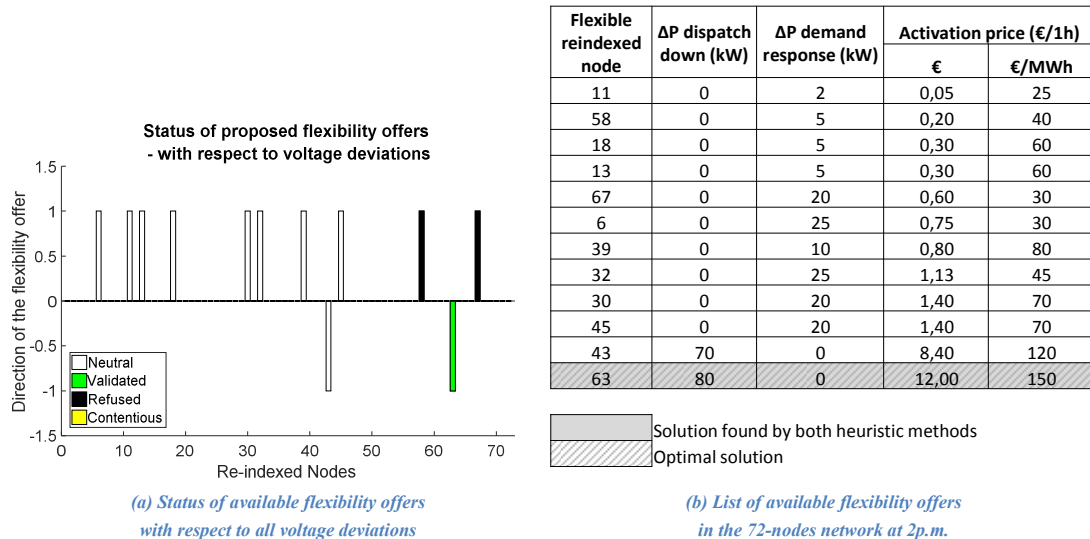 Status of proposed flexibility offers
- with respect to voltage deviations
Direction of the flexibility offer
1.5
1
0.5
0
-0.5
-1
-1.5
Neutral
Validated
Refused
Contentious
0 10 20 30 40 50 60 70
Re-indexed Nodes
(a) Status of available flexibility offers
with respect to all voltage deviations
Flexible reindexed node ΔP dispatch down (kW) ΔP demand response (kW) Activation price (€/1h)
€ €/MWh
11 0 2 0,05 25
58 0 5 0,20 40
18 0 5 0,30 60
13 0 5 0,30 60
67 0 20 0,60 30
6 0 25 0,75 30
39 0 10 0,80 80
32 0 25 1,13 45
30 0 20 1,40 70
45 0 20 1,40 70
43 70 0 8,40 120
63 80 0 12,00 150
Solution found by both heuristic methods
Optimal solution
(b) List of available flexibility offers
in the 72-nodes network at 2p.m.